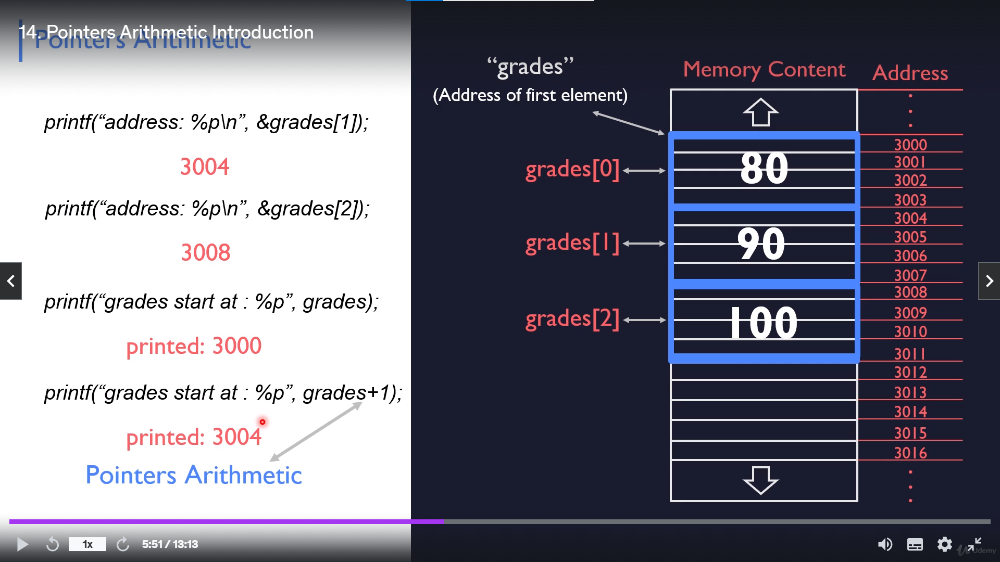 14. Pointers Arithmetic Introduction
Pointers Arithmetic
printf(“address: %p\n”, &grades[1]);
3004
printf(“address: %p\n”, &grades[2]);
3008
printf(“grades start at : %p”, grades);
printed: 3000
printf(“grades start at : %p”, grades+1);
printed: 3004
Pointers Arithmetic
“grades”
(Address of first element)
grades[0]
grades[1]
grades[2]
Memory Content
80
90
100
Address
3000
3001
3002
3003
3004
3005
3006
3007
3008
3009
3010
3011
3012
3013
3014
3015
3016
1x
5:51 / 13:13
Udemy